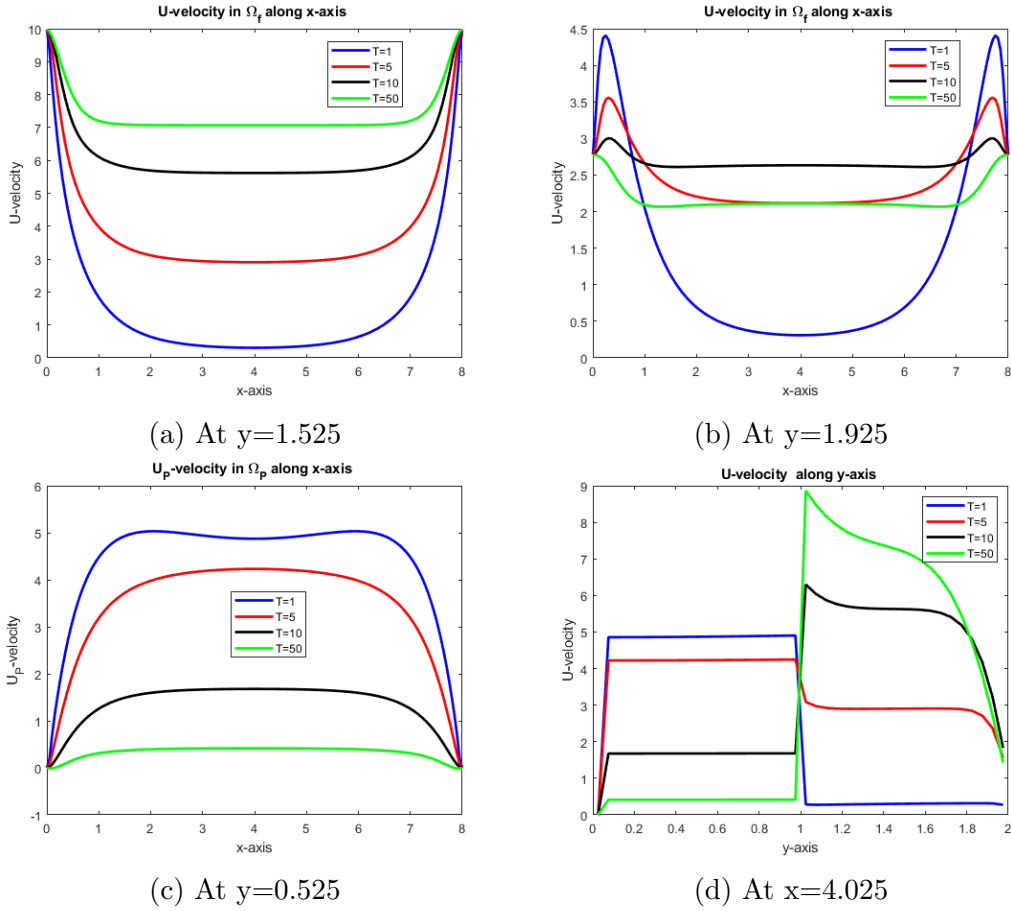 U-velocity in Ω_f along x-axis
U-velocity
10
9
8
7
6
5
4
3
2
1
0
T=1
T=5
T=10
T=50
0 1 2 3 4 5 6 7 8
x-axis
(a) At y=1.525
U-velocity in Ω_f along x-axis
U-velocity
4.5
4
3.5
3
2.5
2
1.5
1
0.5
0
T=1
T=5
T=10
T=50
0 1 2 3 4 5 6 7 8
x-axis
(b) At y=1.925
U_P-velocity in Ω_P along x-axis
U_P-velocity
6
5
4
3
2
1
0
-1
T=1
T=5
T=10
T=50
0 1 2 3 4 5 6 7 8
x-axis
(c) At y=0.525
U-velocity along y-axis
U-velocity
9
8
7
6
5
4
3
2
1
0
T=1
T=5
T=10
T=50
0 0.2 0.4 0.6 0.8 1 1.2 1.4 1.6 1.8 2
y-axis
(d) At x=4.025